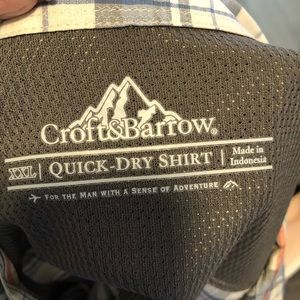 Croft&Barrow®
XXL | QUICK-DRY SHIRT | Made in Indonesia
FOR THE MAN WITH A SENSE OF ADVENTURE